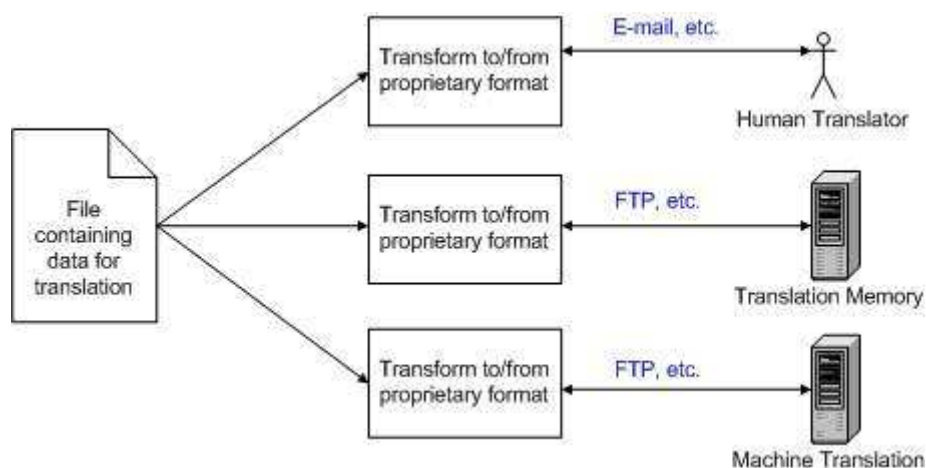 E-mail, etc.
Transform to/from
proprietary format
Human Translator
File
containing
data for
translation
FTP, etc.
Transform to/from
proprietary format
Translation Memory
FTP, etc.
Transform to/from
proprietary format
Machine Translation